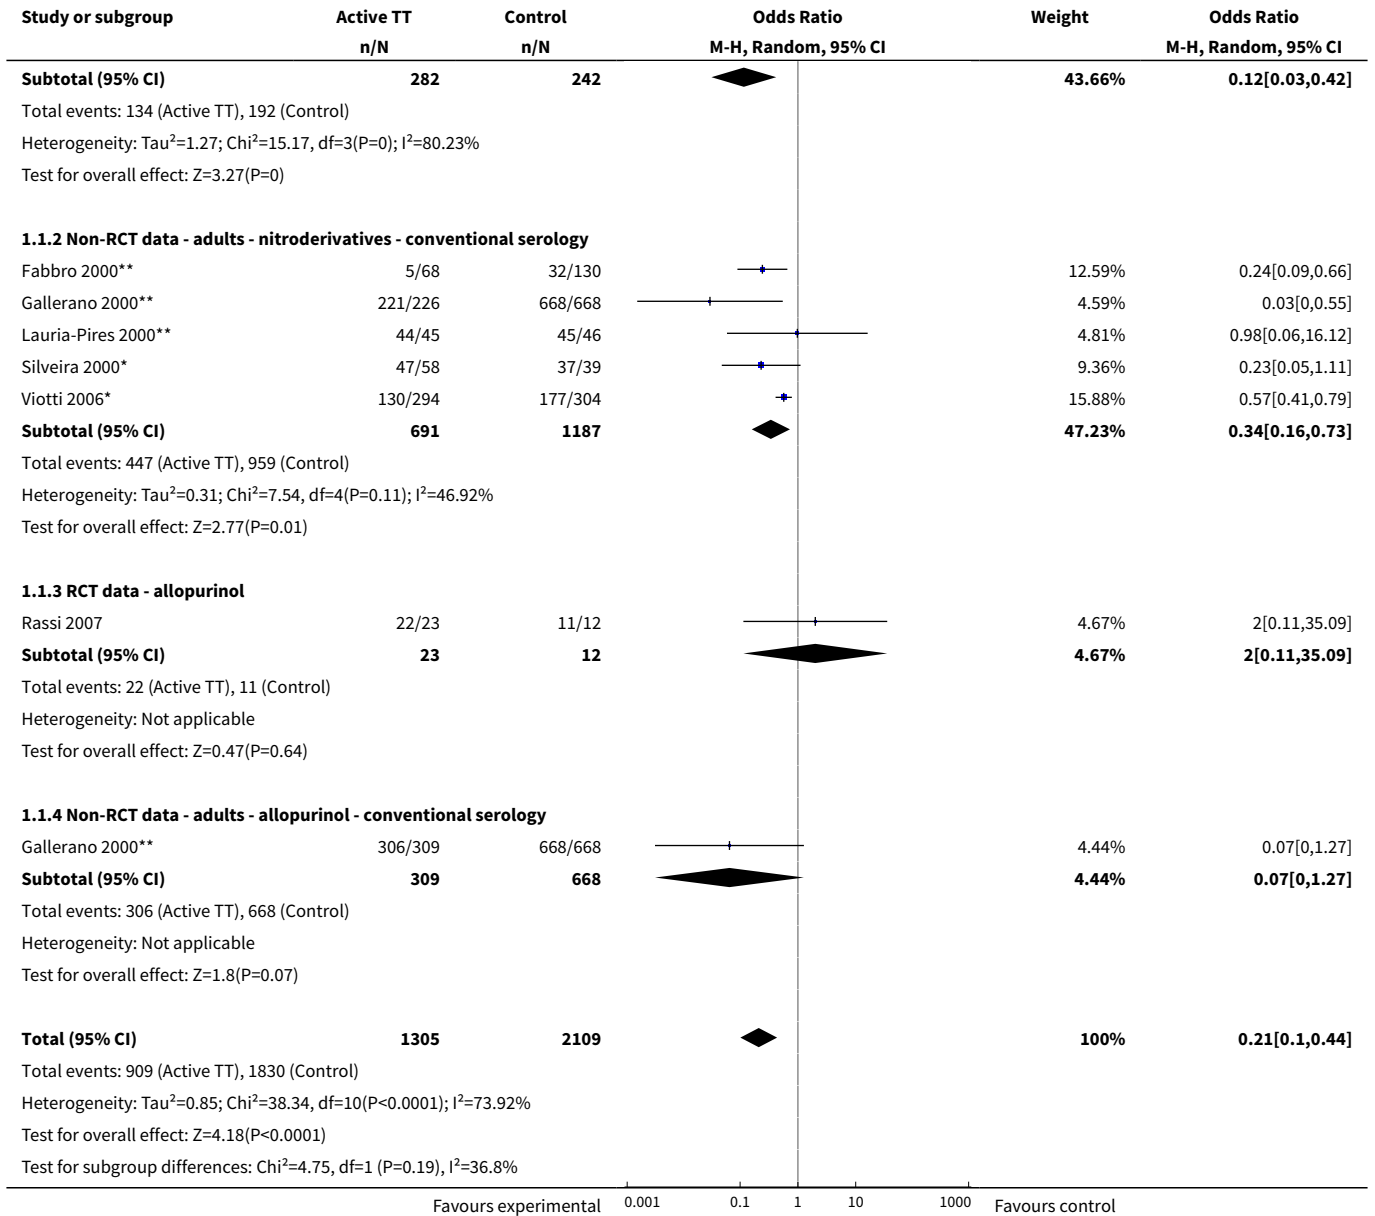 Study or subgroup Active TT Control Odds Ratio Weight Odds Ratio
n/N n/N M-H, Random, 95% CI M-H, Random, 95% CI
Subtotal (95% CI) 282 242 43.66% 0.12[0.03,0.42]
Total events: 134 (Active TT), 192 (Control)
Heterogeneity: Tau²=1.27; Chi²=15.17, df=3(P=0); I²=80.23%
Test for overall effect: Z=3.27(P=0)
1.1.2 Non-RCT data - adults - nitroderivatives - conventional serology
Fabbro 2000** 5/68 32/130 12.59% 0.24[0.09,0.66]
Gallerano 2000** 221/226 668/668 4.59% 0.03[0,0.55]
Lauria-Pires 2000** 44/45 45/46 4.81% 0.98[0.06,16.12]
Silveira 2000* 47/58 37/39 9.36% 0.23[0.05,1.11]
Viotti 2006* 130/294 177/304 15.88% 0.57[0.41,0.79]
Subtotal (95% CI) 691 1187 47.23% 0.34[0.16,0.73]
Total events: 447 (Active TT), 959 (Control)
Heterogeneity: Tau²=0.31; Chi²=7.54, df=4(P=0.11); I²=46.92%
Test for overall effect: Z=2.77(P=0.01)
1.1.3 RCT data - allopurinol
Rassi 2007 22/23 11/12 4.67% 2[0.11,35.09]
Subtotal (95% CI) 23 12 4.67% 2[0.11,35.09]
Total events: 22 (Active TT), 11 (Control)
Heterogeneity: Not applicable
Test for overall effect: Z=0.47(P=0.64)
1.1.4 Non-RCT data - adults - allopurinol - conventional serology
Gallerano 2000** 306/309 668/668 4.44% 0.07[0,1.27]
Subtotal (95% CI) 309 668 4.44% 0.07[0,1.27]
Total events: 306 (Active TT), 668 (Control)
Heterogeneity: Not applicable
Test for overall effect: Z=1.8(P=0.07)
Total (95% CI) 1305 2109 100% 0.21[0.1,0.44]
Total events: 909 (Active TT), 1830 (Control)
Heterogeneity: Tau²=0.85; Chi²=38.34, df=10(P<0.0001); I²=73.92%
Test for overall effect: Z=4.18(P<0.0001)
Test for subgroup differences: Chi²=4.75, df=1 (P=0.19), I²=36.8%
Favours experimental 0.001 0.1 1 10 1000 Favours control